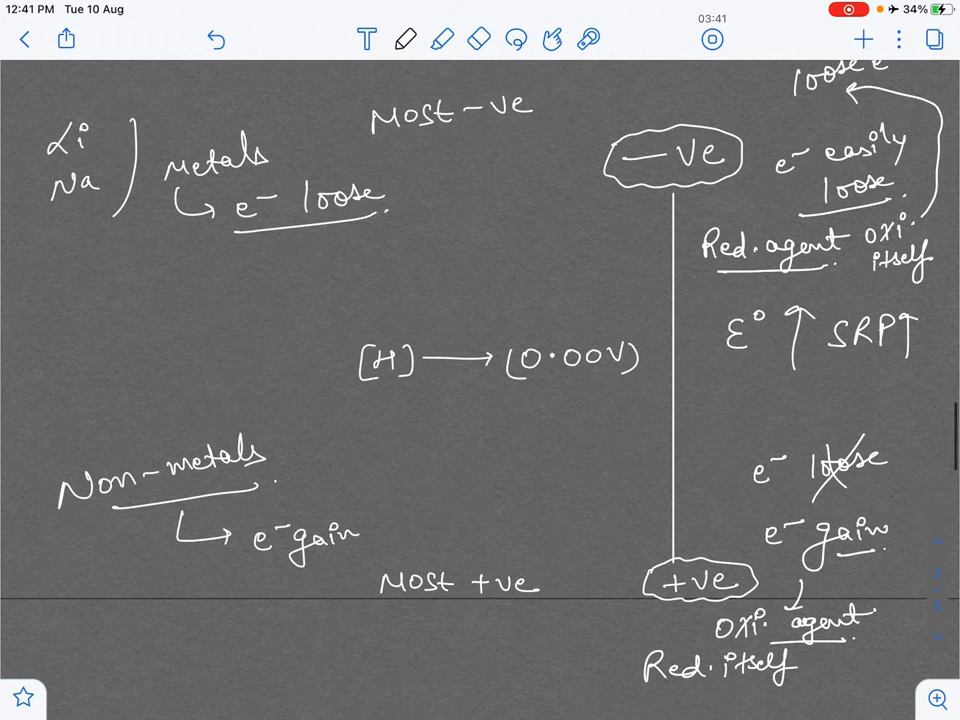 12:41 PM Tue 10 Aug
34%
03:41
T
loose e
Most -ve
Li
Na
Metals
e⁻ loose
-ve
e⁻ easily
loose
Red. agent oxi.
itself
E° ↑ SRP↑
[H] → (0.00V)
Non-metals
e⁻ gain
e⁻ loose
e⁻ gain
Most +ve
+ve
oxi. agent
Red. itself